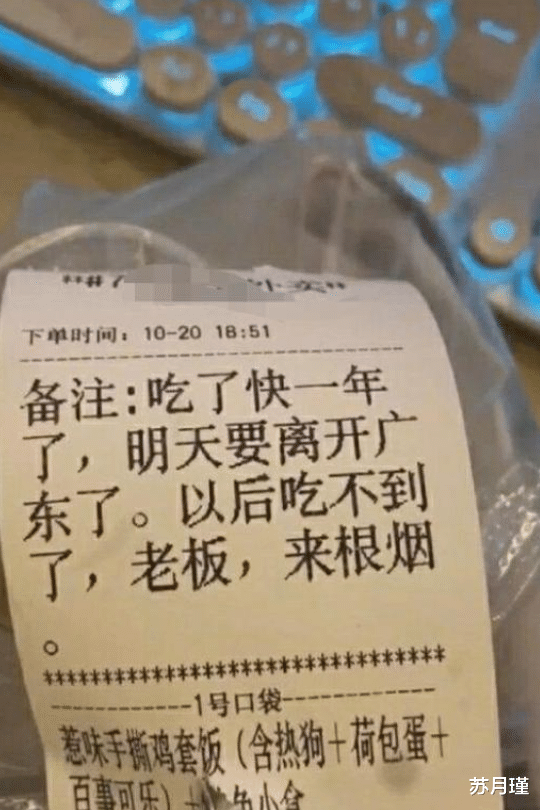 下单时间：10-20 18:51
备注：吃了快一年
了，明天要离开广
东了。以后吃不到
了，老板，来根烟
。
********************************
-----------1号口袋-----------
惹味手撕鸡套饭（含热狗＋荷包蛋＋
百事可乐）
苏月瑾